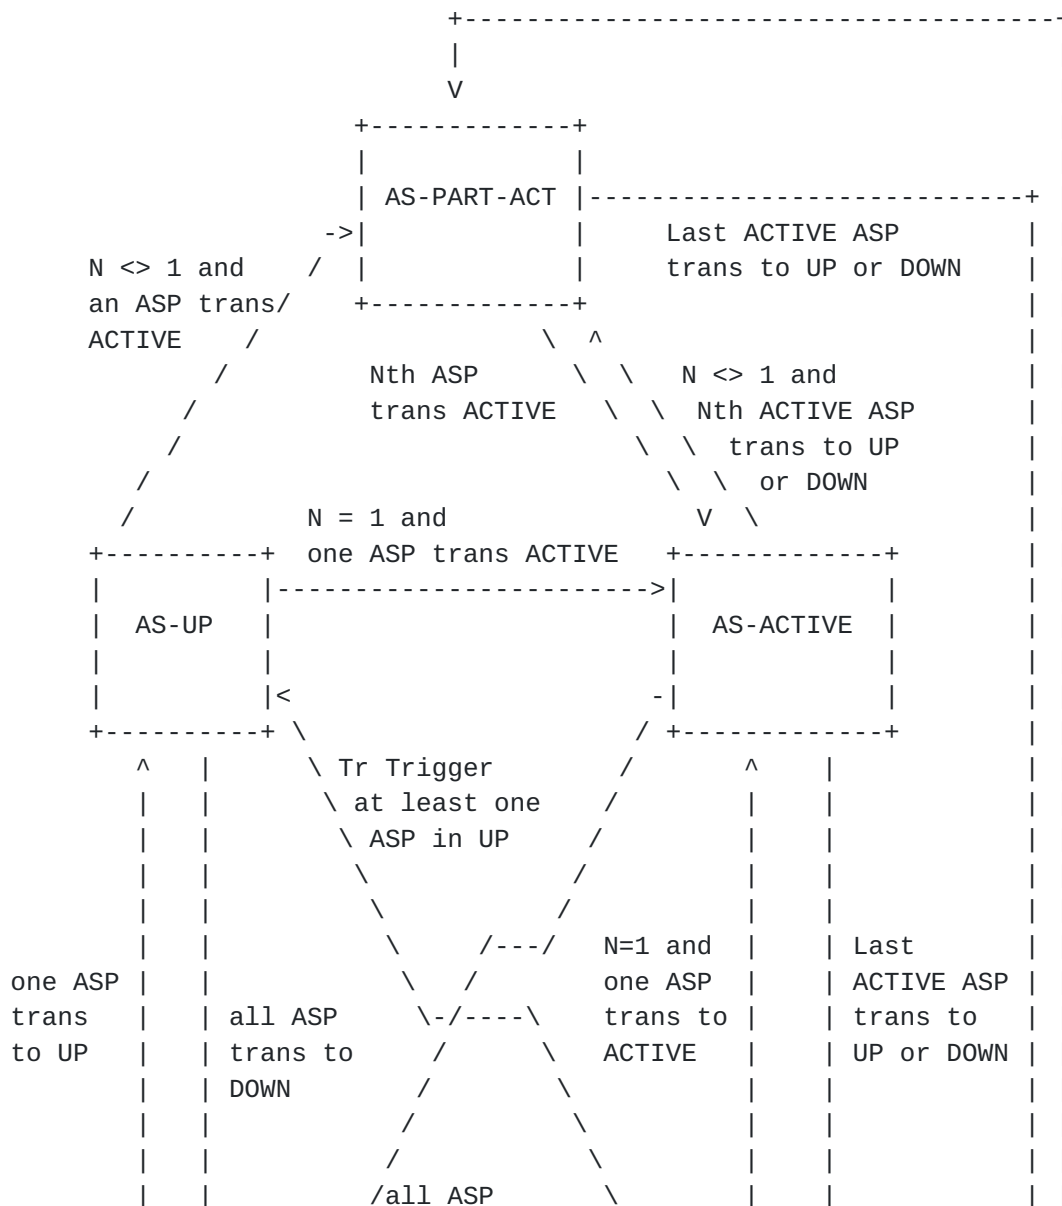 +---------------------------------------
                             |
                             V
                       +-------------+
                       |             |
                       | AS-PART-ACT |----------------------------+
                     ->|             |     Last ACTIVE ASP        |
     N <> 1 and    /  |             |     trans to UP or DOWN    |
     an ASP trans/    +-------------+                            |
     ACTIVE    /                  \  ^                            |
             /         Nth ASP      \  \   N <> 1 and             |
           /           trans ACTIVE   \  \  Nth ACTIVE ASP        |
          /                             \  \  trans to UP         |
        /                                 \  \  or DOWN           |
       /           N = 1 and                V  \                  |
     +----------+  one ASP trans ACTIVE   +-------------+         |
     |          |------------------------>|             |         |
     |  AS-UP   |                         |  AS-ACTIVE  |         |
     |          |                         |             |         |
     |          |<                       -|             |         |
     +----------+ \                     / +-------------+         |
        ^   |      \ Tr Trigger        /       ^    |            |
        |   |       \ at least one    /        |    |            |
        |   |        \ ASP in UP     /         |    |            |
        |   |         \             /          |    |            |
        |   |          \           /           |    |            |
        |   |           \     /---/   N=1 and  |    | Last       |
one ASP |   |            \   /        one ASP  |    | ACTIVE ASP |
trans   |   | all ASP     \-/----\    trans to |    | trans to   |
to UP   |   | trans to     /      \   ACTIVE   |    | UP or DOWN |
        |   | DOWN        /        \           |    |            |
        |   |            /          \          |    |            |
        |   |           /            \         |    |            |
        |   |          /all ASP       \        |    |            |